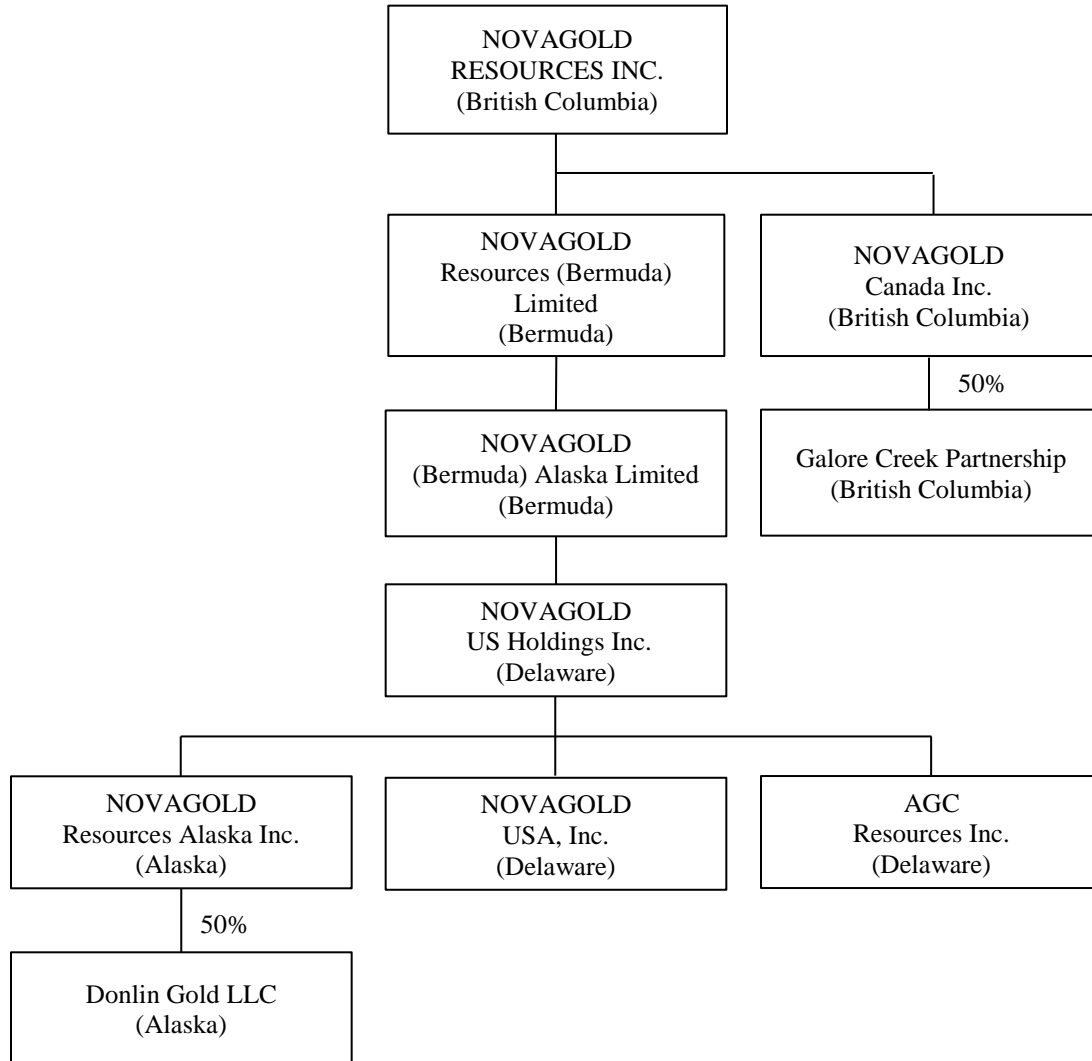 NOVAGOLD
RESOURCES INC.
(British Columbia)
NOVAGOLD
Resources (Bermuda)
Limited
(Bermuda)
NOVAGOLD
Canada Inc.
(British Columbia)
50%
NOVAGOLD
(Bermuda) Alaska Limited
(Bermuda)
Galore Creek Partnership
(British Columbia)
NOVAGOLD
US Holdings Inc.
(Delaware)
NOVAGOLD
Resources Alaska Inc.
(Alaska)
NOVAGOLD
USA, Inc.
(Delaware)
AGC
Resources Inc.
(Delaware)
50%
Donlin Gold LLC
(Alaska)